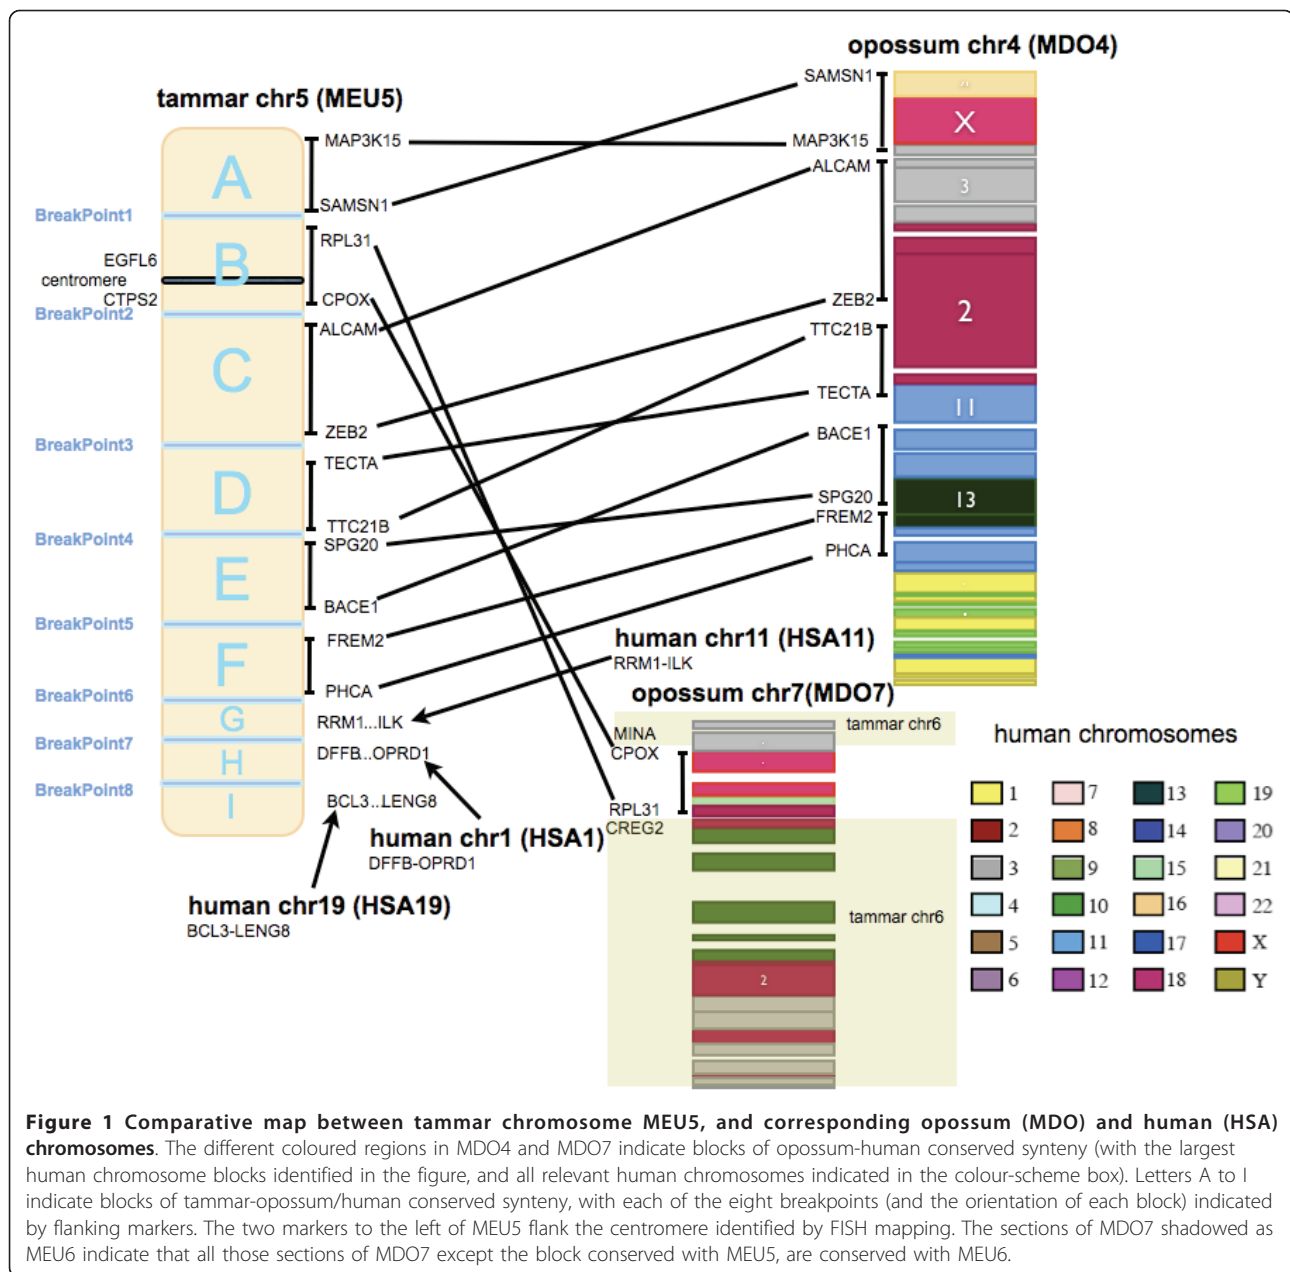 opossum chr4 (MDO4)
tammar chr5 (MEU5)
SAMSN1
MAP3K15
X
MAP3K15
ALCAM
A
3
SAMSN1
BreakPoint1
RPL31
B
EGFL6
centromere
CTPS2
CPOX
ZEB2
2
BreakPoint2
ALCAM
TTC21B
C
TECTA
11
ZEB2
BACE1
BreakPoint3
TECTA
D
SPG20
13
FREM2
TTC21B
BreakPoint4
SPG20
PHCA
E
BACE1
BreakPoint5
FREM2
human chr11 (HSA11)
RRM1-ILK
F
PHCA
opossum chr7(MDO7)
BreakPoint6
G
RRM1...ILK
MINA
tammar chr6
BreakPoint7
DFFB...OPRD1
CPOX
human chromosomes
H
BreakPoint8
BCL3...LENG8
RPL31
I
CREG2
human chr1 (HSA1)
DFFB-OPRD1
human chr19 (HSA19)
BCL3-LENG8
tammar chr6
2
1 7 13 19
2 8 14 20
3 9 15 21
4 10 16 22
5 11 17 X
6 12 18 Y
Figure 1 Comparative map between tammar chromosome MEU5, and corresponding opossum (MDO) and human (HSA)
chromosomes. The different coloured regions in MDO4 and MDO7 indicate blocks of opossum-human conserved synteny (with the largest
human chromosome blocks identified in the figure, and all relevant human chromosomes indicated in the colour-scheme box). Letters A to I
indicate blocks of tammar-opossum/human conserved synteny, with each of the eight breakpoints (and the orientation of each block) indicated
by flanking markers. The two markers to the left of MEU5 flank the centromere identified by FISH mapping. The sections of MDO7 shadowed as
MEU6 indicate that all those sections of MDO7 except the block conserved with MEU5, are conserved with MEU6.